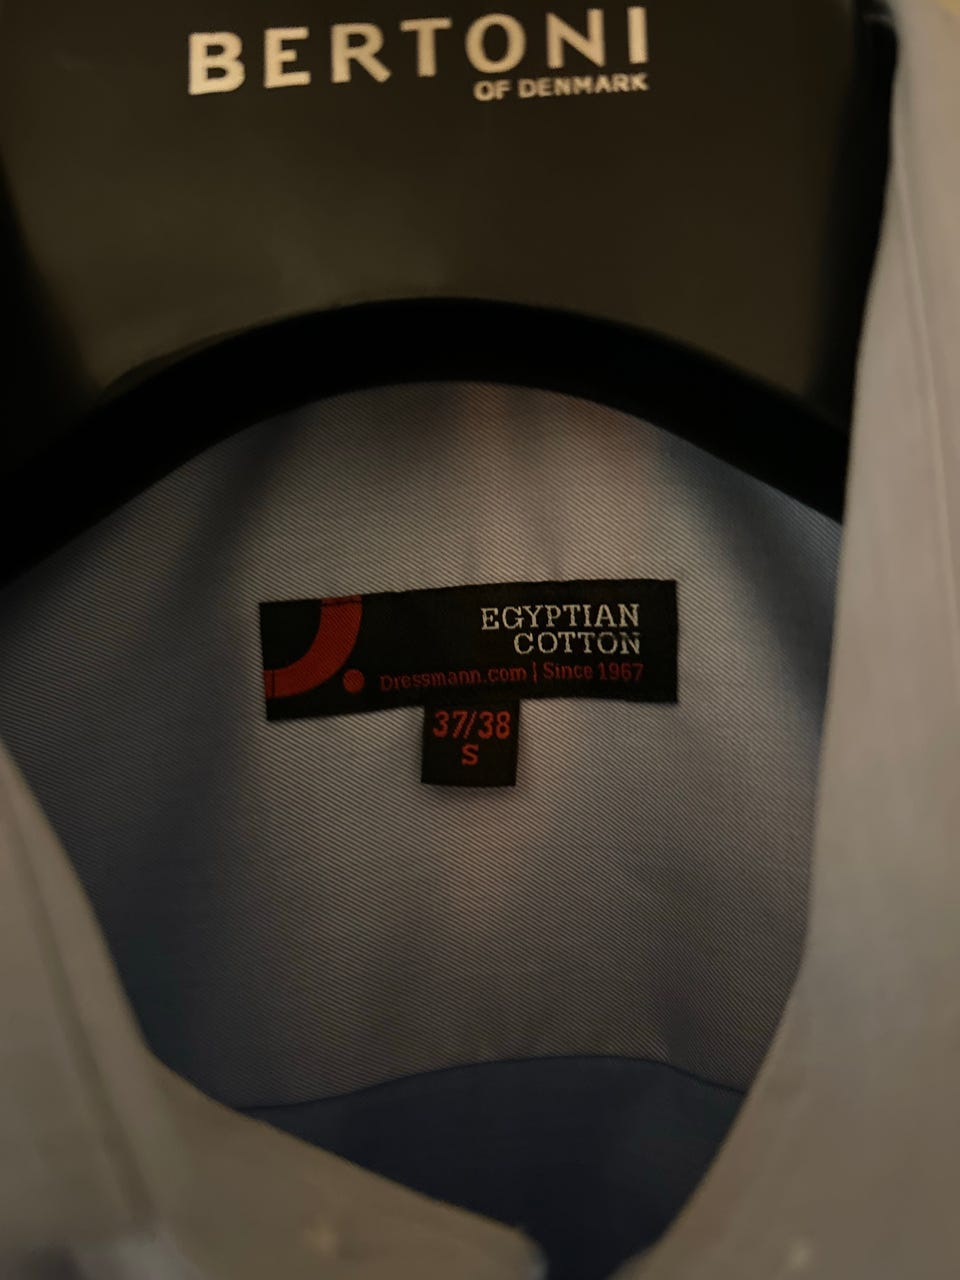 BERTONI
OF DENMARK
EGYPTIAN
COTTON
Dressmann.com | Since 1967
37/38
S